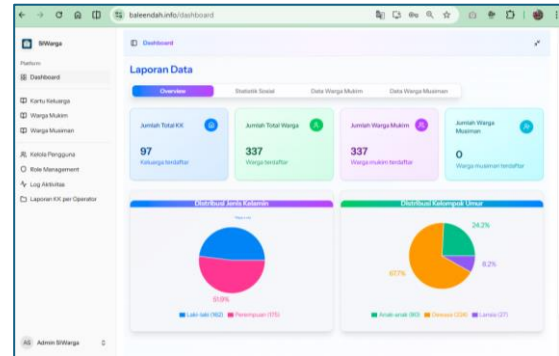 baleendah.info/dashboard
SIWarga
Dashboard
Platform
Dashboard
Kartu Keluarga
Warga Mukim
Warga Musiman
Kelola Pengguna
Role Management
Log Aktivitas
Laporan KK per Operator
AS Admin SIWarga
Laporan Data
Overview Statistik Sosial Data Warga Mukim Data Warga Musiman
Jumlah Total KK
97
Keluarga terdaftar
Jumlah Total Warga
337
Warga terdaftar
Jumlah Warga Mukim
337
Warga mukim terdaftar
Jumlah Warga
Musiman
0
Warga musiman terdaftar
Distribusi Jenis Kelamin
51.9%
Laki-laki (162) Perempuan (175)
Distribusi Kelompok Umur
24.2%
8.2%
67.7%
Anak-anak (80) Dewasa (224) Lansia (27)